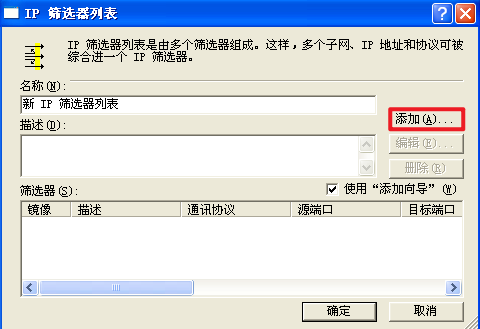 IP 筛选器列表
IP 筛选器列表是由多个筛选器组成。这样，多个子网、IP 地址和协议可被
综合进一个 IP 筛选器。
名称(N):
新 IP 筛选器列表
添加(A)...
描述(D):
编辑(E)...
删除(R)
筛选器(S):
使用“添加向导”(W)
镜像 描述 通讯协议 源端口 目标端口
确定 取消